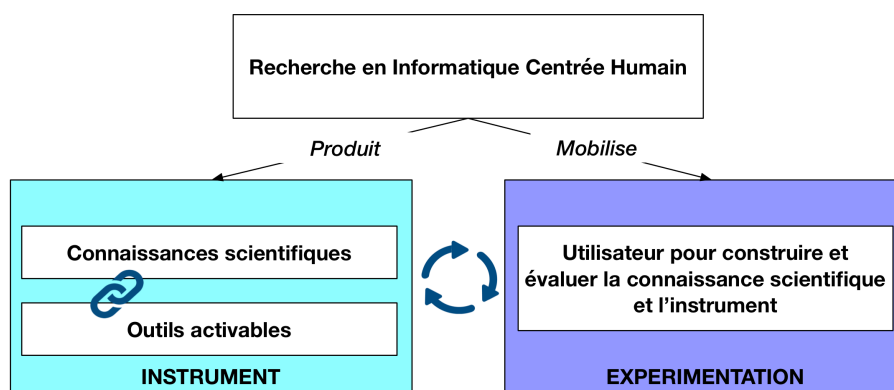 Recherche en Informatique Centrée Humain
Produit
Mobilise
Connaissances scientifiques
Outils activables
INSTRUMENT
Utilisateur pour construire et
évaluer la connaissance scientifique
et l'instrument
EXPERIMENTATION